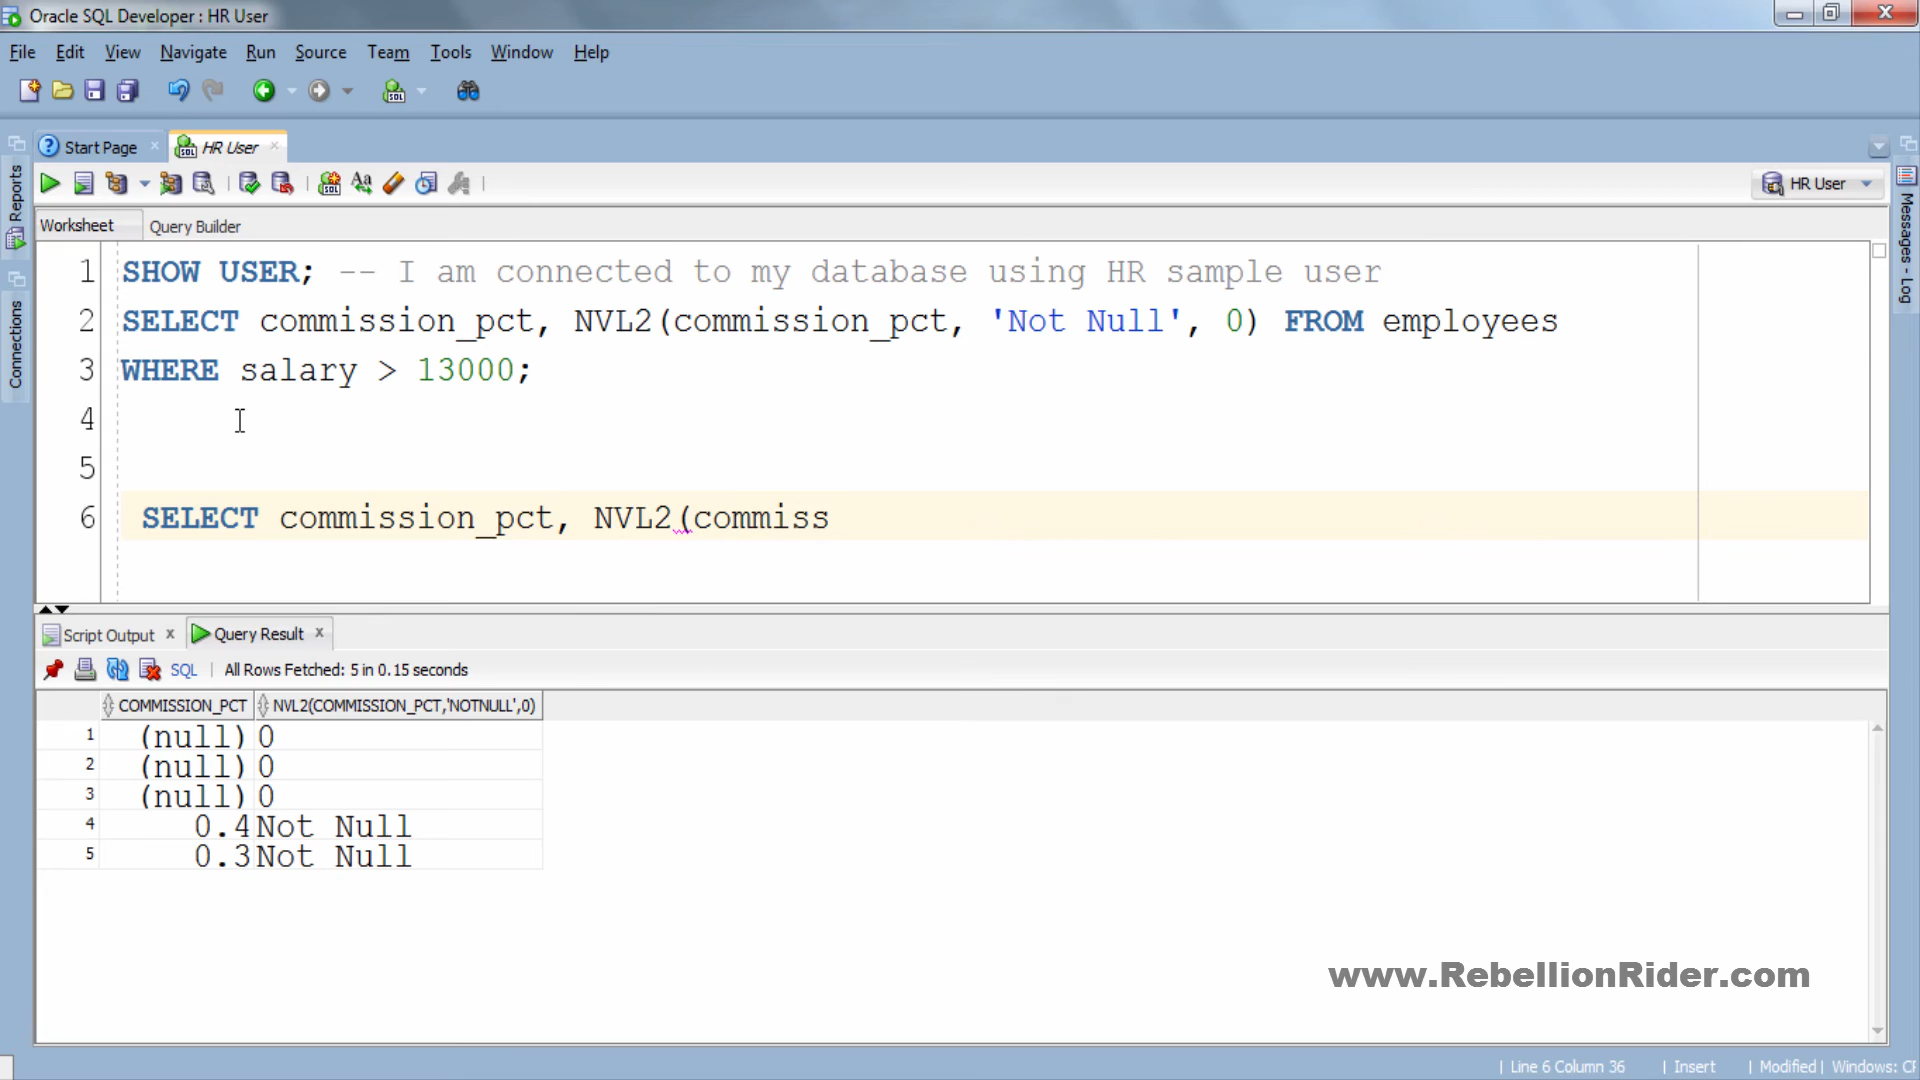 Oracle SQL Developer : HR User
File Edit View Navigate Run Source Team Tools Window Help
Start Page HR User
HR User
Worksheet Query Builder
1 SHOW USER; -- I am connected to my database using HR sample user
2 SELECT commission_pct, NVL2(commission_pct, 'Not Null', 0) FROM employees
3 WHERE salary > 13000;
4
5
6 SELECT commission_pct, NVL2(commiss
Reports
Connections
Messages - Log
Script Output Query Result
SQL All Rows Fetched: 5 in 0.15 seconds
COMMISSION_PCT NVL2(COMMISSION_PCT,'NOTNULL',0)
1 (null) 0
2 (null) 0
3 (null) 0
4 0.4 Not Null
5 0.3 Not Null
www.RebellionRider.com
Line 6 Column 36 Insert Modified Windows: